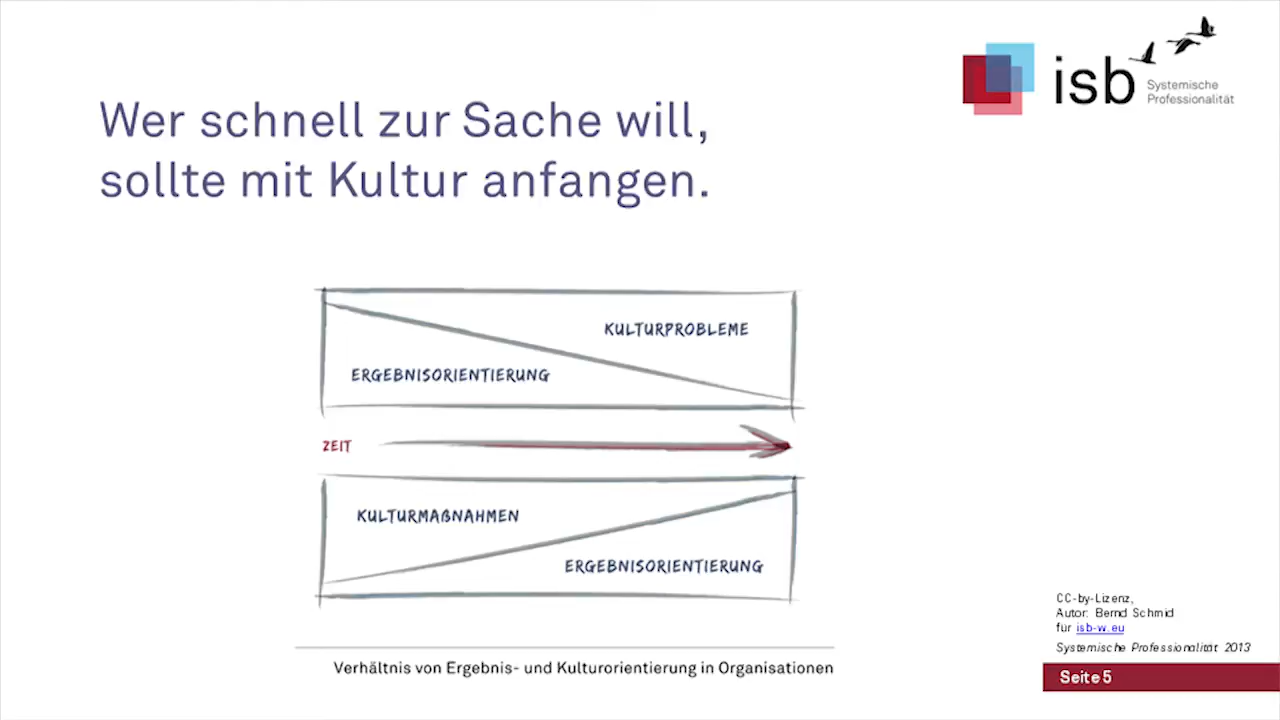 isb
Systemische
Professionalität
Wer schnell zur Sache will,
sollte mit Kultur anfangen.
KULTURPROBLEME
ERGEBNISORIENTIERUNG
ZEIT
KULTURMAßNAHMEN
ERGEBNISORIENTIERUNG
Verhältnis von Ergebnis- und Kulturorientierung in Organisationen
CC-by-Lizenz,
Autor: Bernd Schmid
für isb-w.eu
Systemische Professionalität 2013
Seite 5